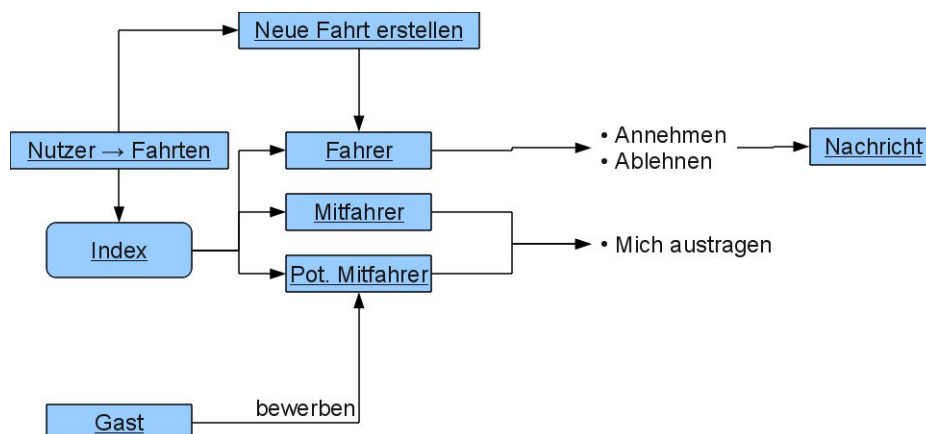 Neue Fahrt erstellen
Nutzer → Fahrten
Fahrer
• Annehmen
• Ablehnen
Nachricht
Mitfahrer
Index
• Mich austragen
Pot. Mitfahrer
bewerben
Gast